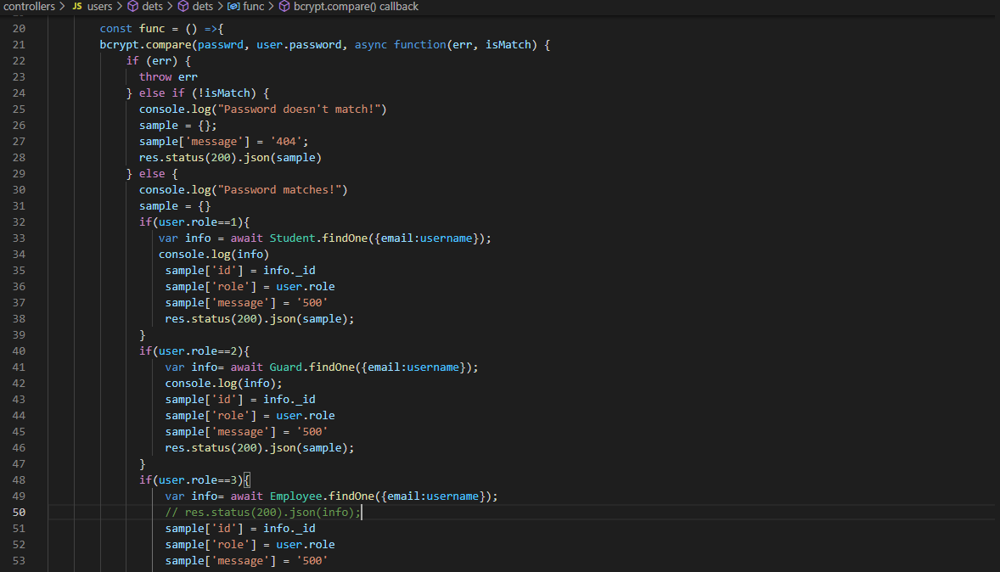 controllers > JS users > dets > dets > func > bcrypt.compare() callback
20 const func = () =>{
21 bcrypt.compare(passwrd, user.password, async function(err, isMatch) {
22 if (err) {
23 throw err
24 } else if (!isMatch) {
25 console.log("Password doesn't match!")
26 sample = {};
27 sample['message'] = '404';
28 res.status(200).json(sample)
29 } else {
30 console.log("Password matches!")
31 sample = {}
32 if(user.role==1){
33 var info = await Student.findOne({email:username});
34 console.log(info)
35 sample['id'] = info._id
36 sample['role'] = user.role
37 sample['message'] = '500'
38 res.status(200).json(sample);
39 }
40 if(user.role==2){
41 var info= await Guard.findOne({email:username});
42 console.log(info);
43 sample['id'] = info._id
44 sample['role'] = user.role
45 sample['message'] = '500'
46 res.status(200).json(sample);
47 }
48 if(user.role==3){
49 var info= await Employee.findOne({email:username});
50 // res.status(200).json(info);
51 sample['id'] = info._id
52 sample['role'] = user.role
53 sample['message'] = '500'